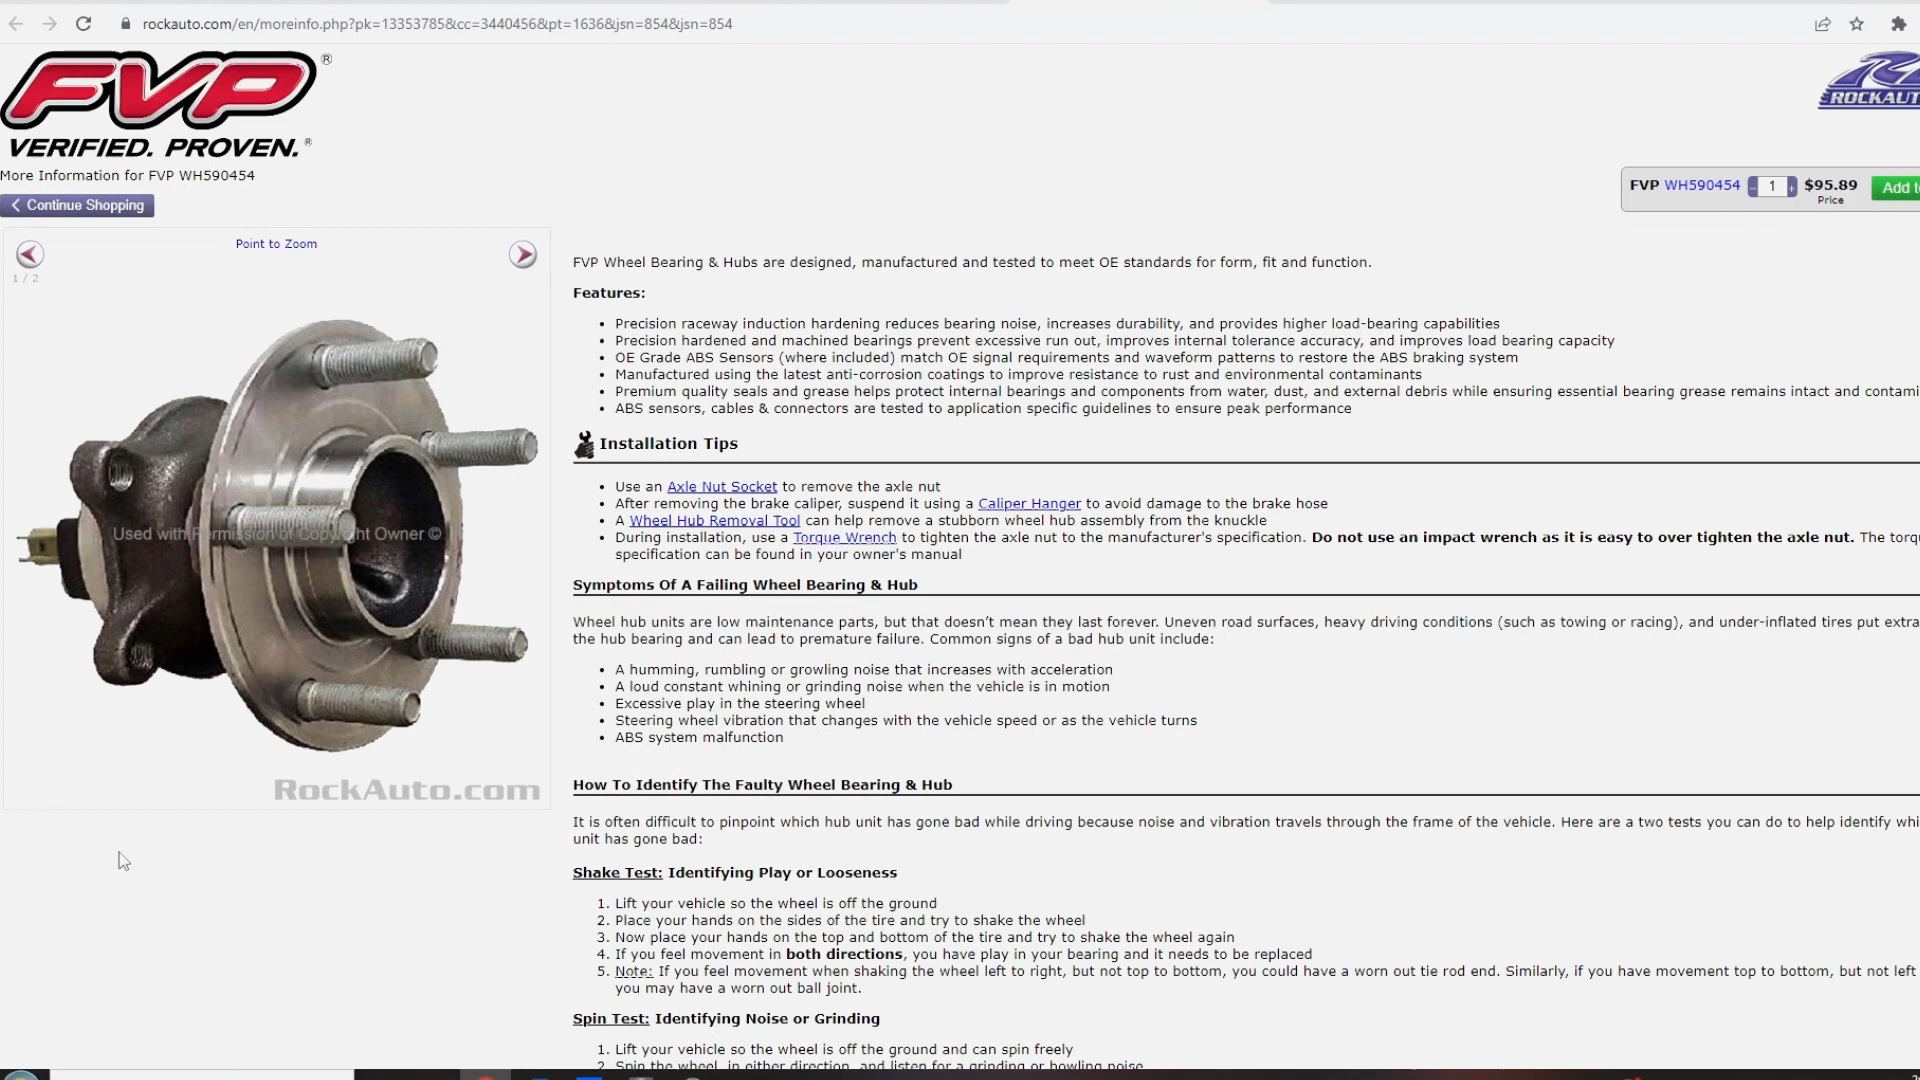 rockauto.com/en/moreinfo.php?pk=13353785&cc=3440456&pt=1636&jsn=854&jsn=854
FVP®
VERIFIED. PROVEN.®
ROCKAUT
More Information for FVP WH590454
Continue Shopping
FVP WH590454 - 1 + $95.89 Add
Price
Point to Zoom
1 / 2
Used with Permission of Copyright Owner ©
RockAuto.com
FVP Wheel Bearing & Hubs are designed, manufactured and tested to meet OE standards for form, fit and function.
Features:
• Precision raceway induction hardening reduces bearing noise, increases durability, and provides higher load-bearing capabilities
• Precision hardened and machined bearings prevent excessive run out, improves internal tolerance accuracy, and improves load bearing capacity
• OE Grade ABS Sensors (where included) match OE signal requirements and waveform patterns to restore the ABS braking system
• Manufactured using the latest anti-corrosion coatings to improve resistance to rust and environmental contaminants
• Premium quality seals and grease helps protect internal bearings and components from water, dust, and external debris while ensuring essential bearing grease remains intact and contami
• ABS sensors, cables & connectors are tested to application specific guidelines to ensure peak performance
Installation Tips
• Use an Axle Nut Socket to remove the axle nut
• After removing the brake caliper, suspend it using a Caliper Hanger to avoid damage to the brake hose
• A Wheel Hub Removal Tool can help remove a stubborn wheel hub assembly from the knuckle
• During installation, use a Torque Wrench to tighten the axle nut to the manufacturer's specification. Do not use an impact wrench as it is easy to over tighten the axle nut. The torq
specification can be found in your owner's manual
Symptoms Of A Failing Wheel Bearing & Hub
Wheel hub units are low maintenance parts, but that doesn't mean they last forever. Uneven road surfaces, heavy driving conditions (such as towing or racing), and under-inflated tires put extra
the hub bearing and can lead to premature failure. Common signs of a bad hub unit include:
• A humming, rumbling or growling noise that increases with acceleration
• A loud constant whining or grinding noise when the vehicle is in motion
• Excessive play in the steering wheel
• Steering wheel vibration that changes with the vehicle speed or as the vehicle turns
• ABS system malfunction
How To Identify The Faulty Wheel Bearing & Hub
It is often difficult to pinpoint which hub unit has gone bad while driving because noise and vibration travels through the frame of the vehicle. Here are a two tests you can do to help identify whi
unit has gone bad:
Shake Test: Identifying Play or Looseness
1. Lift your vehicle so the wheel is off the ground
2. Place your hands on the sides of the tire and try to shake the wheel
3. Now place your hands on the top and bottom of the tire and try to shake the wheel again
4. If you feel movement in both directions, you have play in your bearing and it needs to be replaced
5. Note: If you feel movement when shaking the wheel left to right, but not top to bottom, you could have a worn out tie rod end. Similarly, if you have movement top to bottom, but not left
you may have a worn out ball joint.
Spin Test: Identifying Noise or Grinding
1. Lift your vehicle so the wheel is off the ground and can spin freely
2. Spin the wheel, in either direction, and listen for a grinding or howling noise